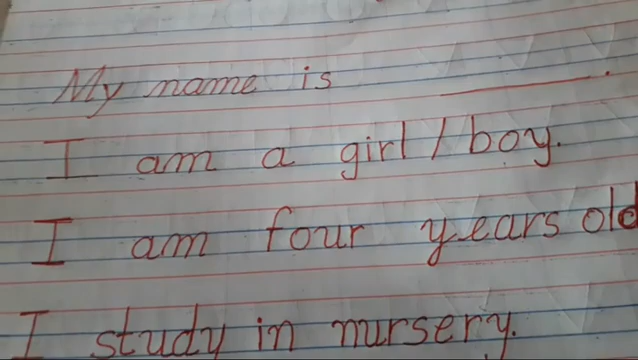 My name is ________.
I am a girl / boy.
I am four years old
I study in nursery.